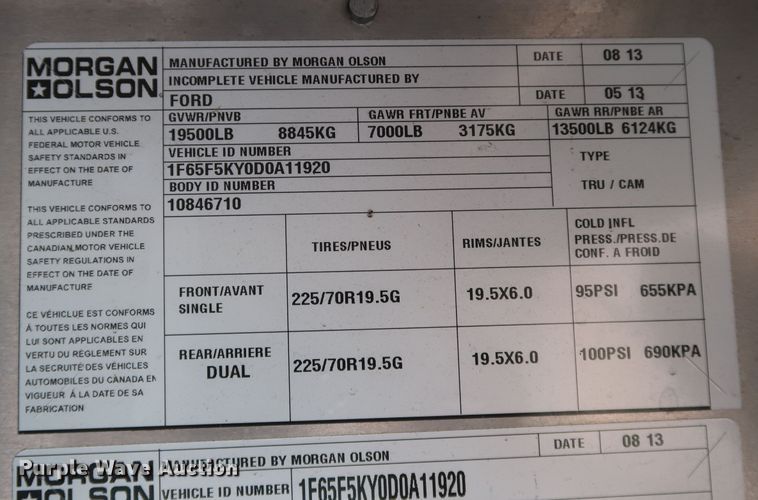 MORGAN
OLSON
MANUFACTURED BY MORGAN OLSON DATE 08 13
INCOMPLETE VEHICLE MANUFACTURED BY
FORD DATE 05 13
GVWR/PNVB GAWR FRT/PNBE AV GAWR RR/PNBE AR
19500LB 8845KG 7000LB 3175KG 13500LB 6124KG
VEHICLE ID NUMBER
1F65F5KY0D0A11920
TYPE
BODY ID NUMBER
TRU / CAM
10846710
THIS VEHICLE CONFORMS TO
ALL APPLICABLE U.S.
FEDERAL MOTOR VEHICLE
SAFETY STANDARDS IN
EFFECT ON THE DATE OF
MANUFACTURE
THIS VEHICLE CONFORMS TO
ALL APPLICABLE STANDARDS
PRESCRIBED UNDER THE
CANADIAN MOTOR VEHICLE
SAFETY REGULATIONS IN
EFFECT ON THE DATE OF
MANUFACTURE
CE VÉHICLUE EST CONFORMS
À TOUTES LES NORMES QUI
LUI SONT APPLICABLES EN
VERTU DU RÉGLEMENT SUR
LA SECRUITÉ DES VÉHICLES
AUTOMOBILES DU CANADA EN
VIGUEUR À LA DATE DE SA
FABRICATION
TIRES/PNEUS RIMS/JANTES COLD INFL
PRESS./PRESS.DE
CONF. A FROID
FRONT/AVANT
SINGLE
225/70R19.5G 19.5X6.0 95PSI 655KPA
REAR/ARRIERE
DUAL
225/70R19.5G 19.5X6.0 100PSI 690KPA
MORGAN
OLSON
MANUFACTURED BY MORGAN OLSON DATE 08 13
VEHICLE ID NUMBER 1F65F5KY0D0A11920
Purple Wave Auction